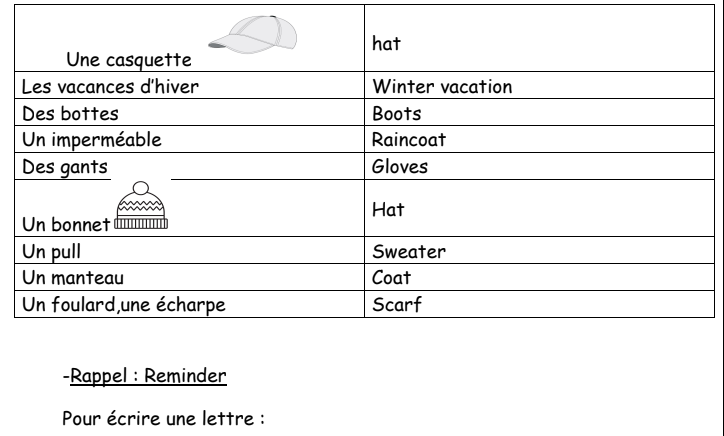 Une casquette hat
Les vacances d'hiver Winter vacation
Des bottes Boots
Un imperméable Raincoat
Des gants Gloves
Un bonnet Hat
Un pull Sweater
Un manteau Coat
Un foulard,une écharpe Scarf
-Rappel : Reminder
Pour écrire une lettre :